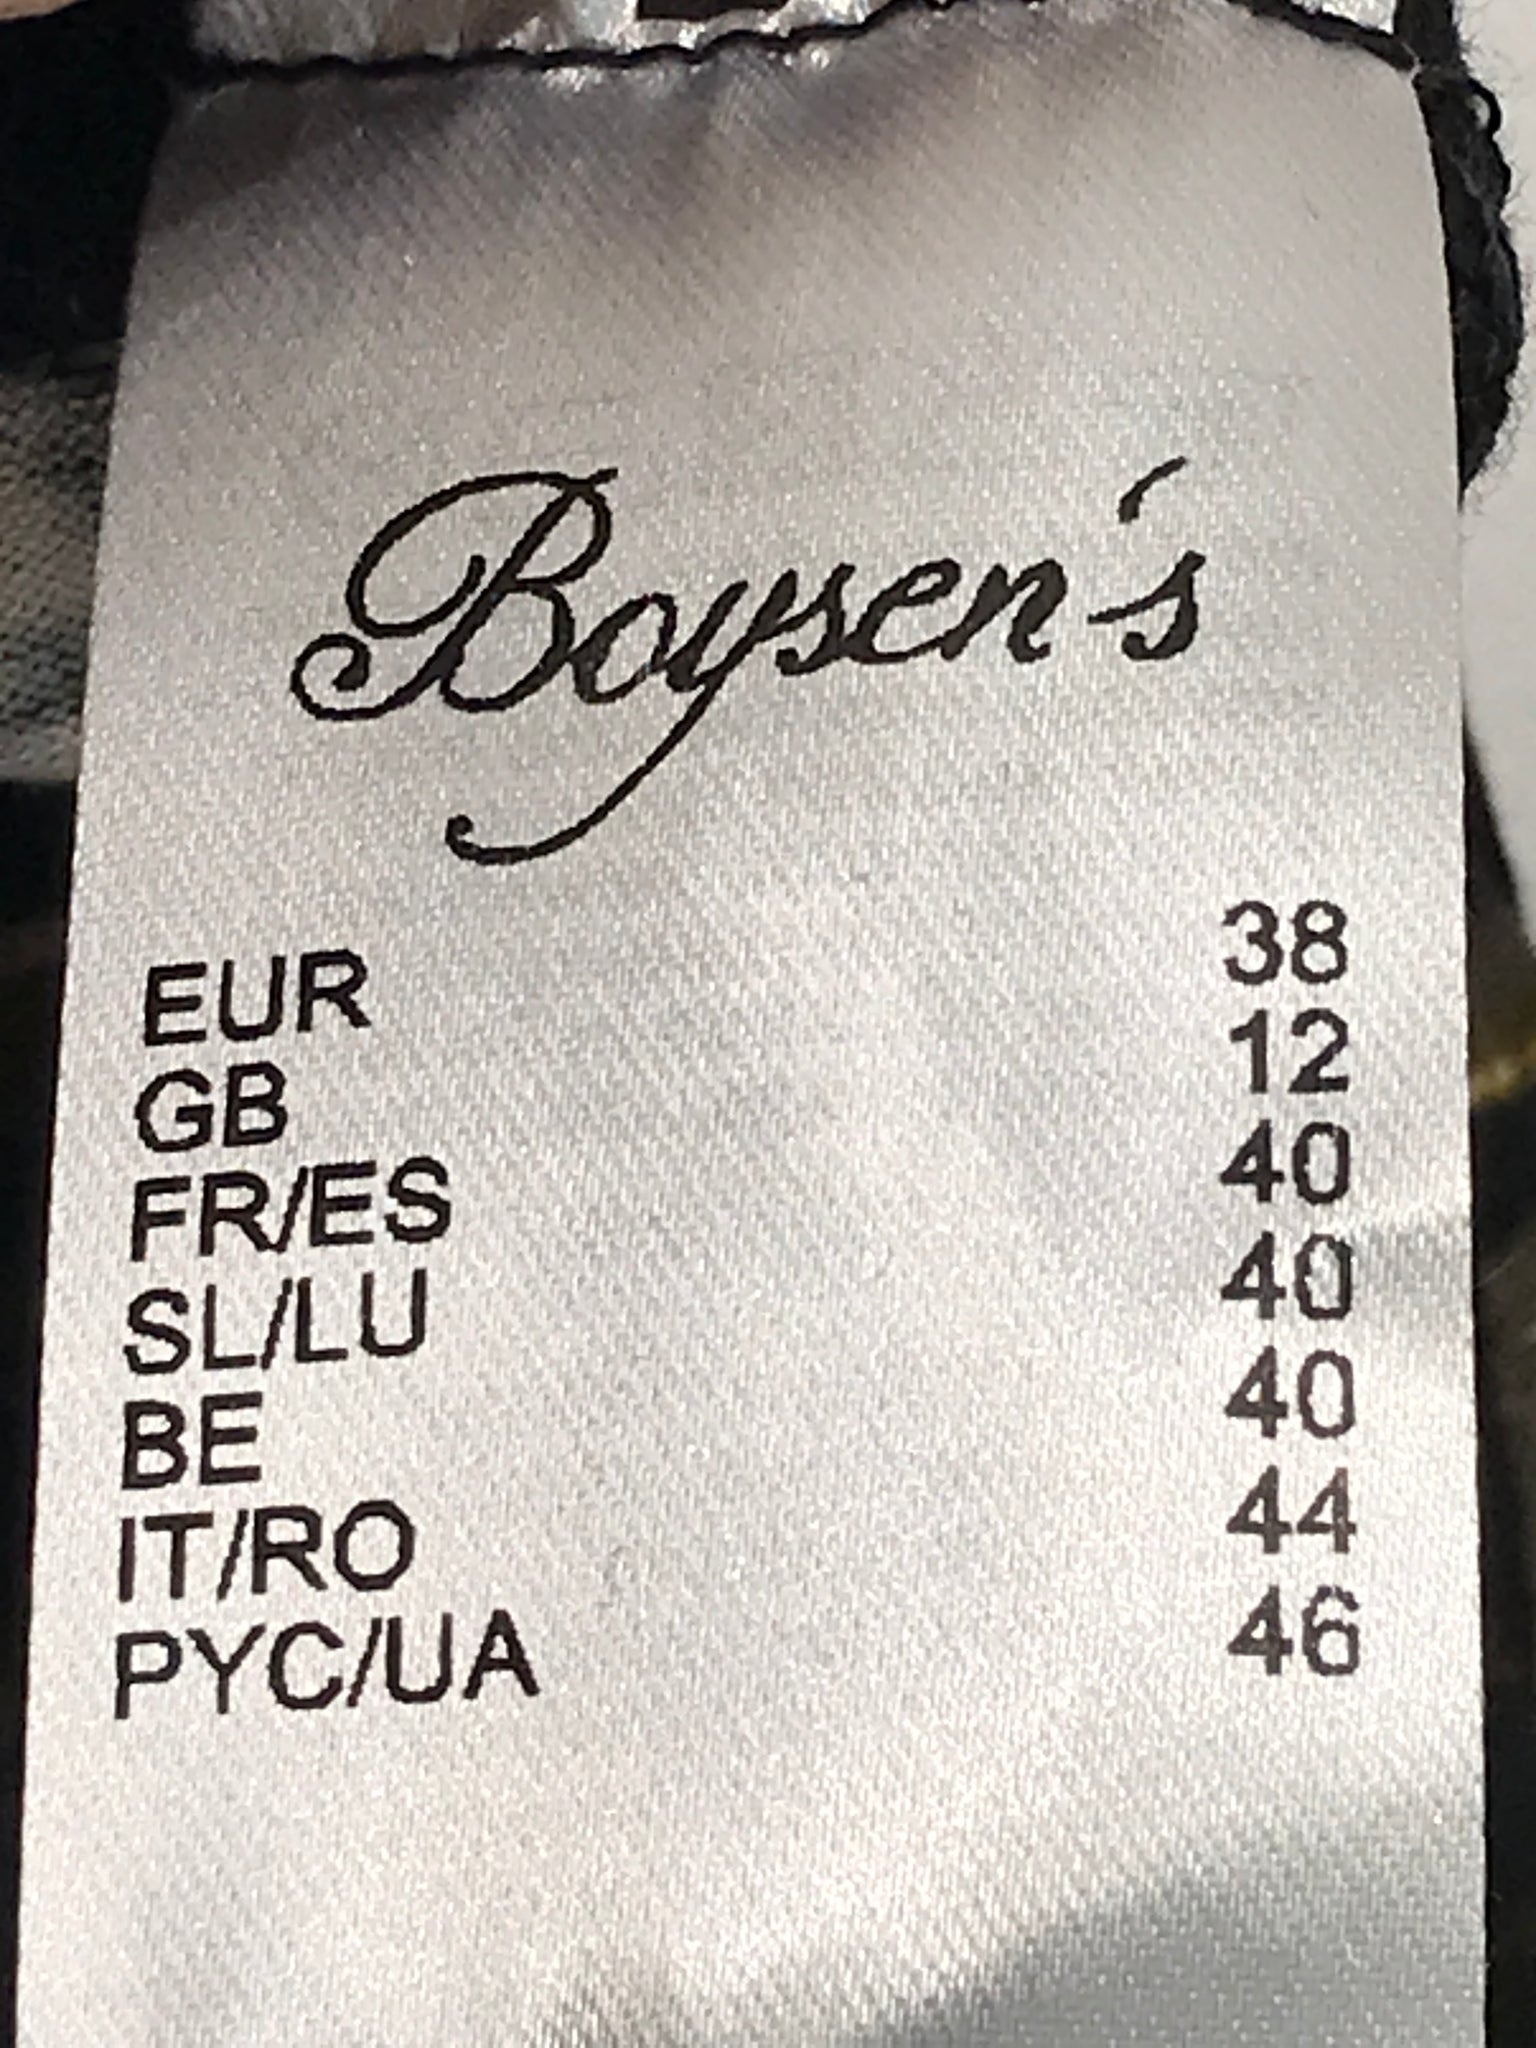 Boysen's
EUR 38
GB 12
FR/ES 40
SL/LU 40
BE 40
IT/RO 44
PYC/UA 46